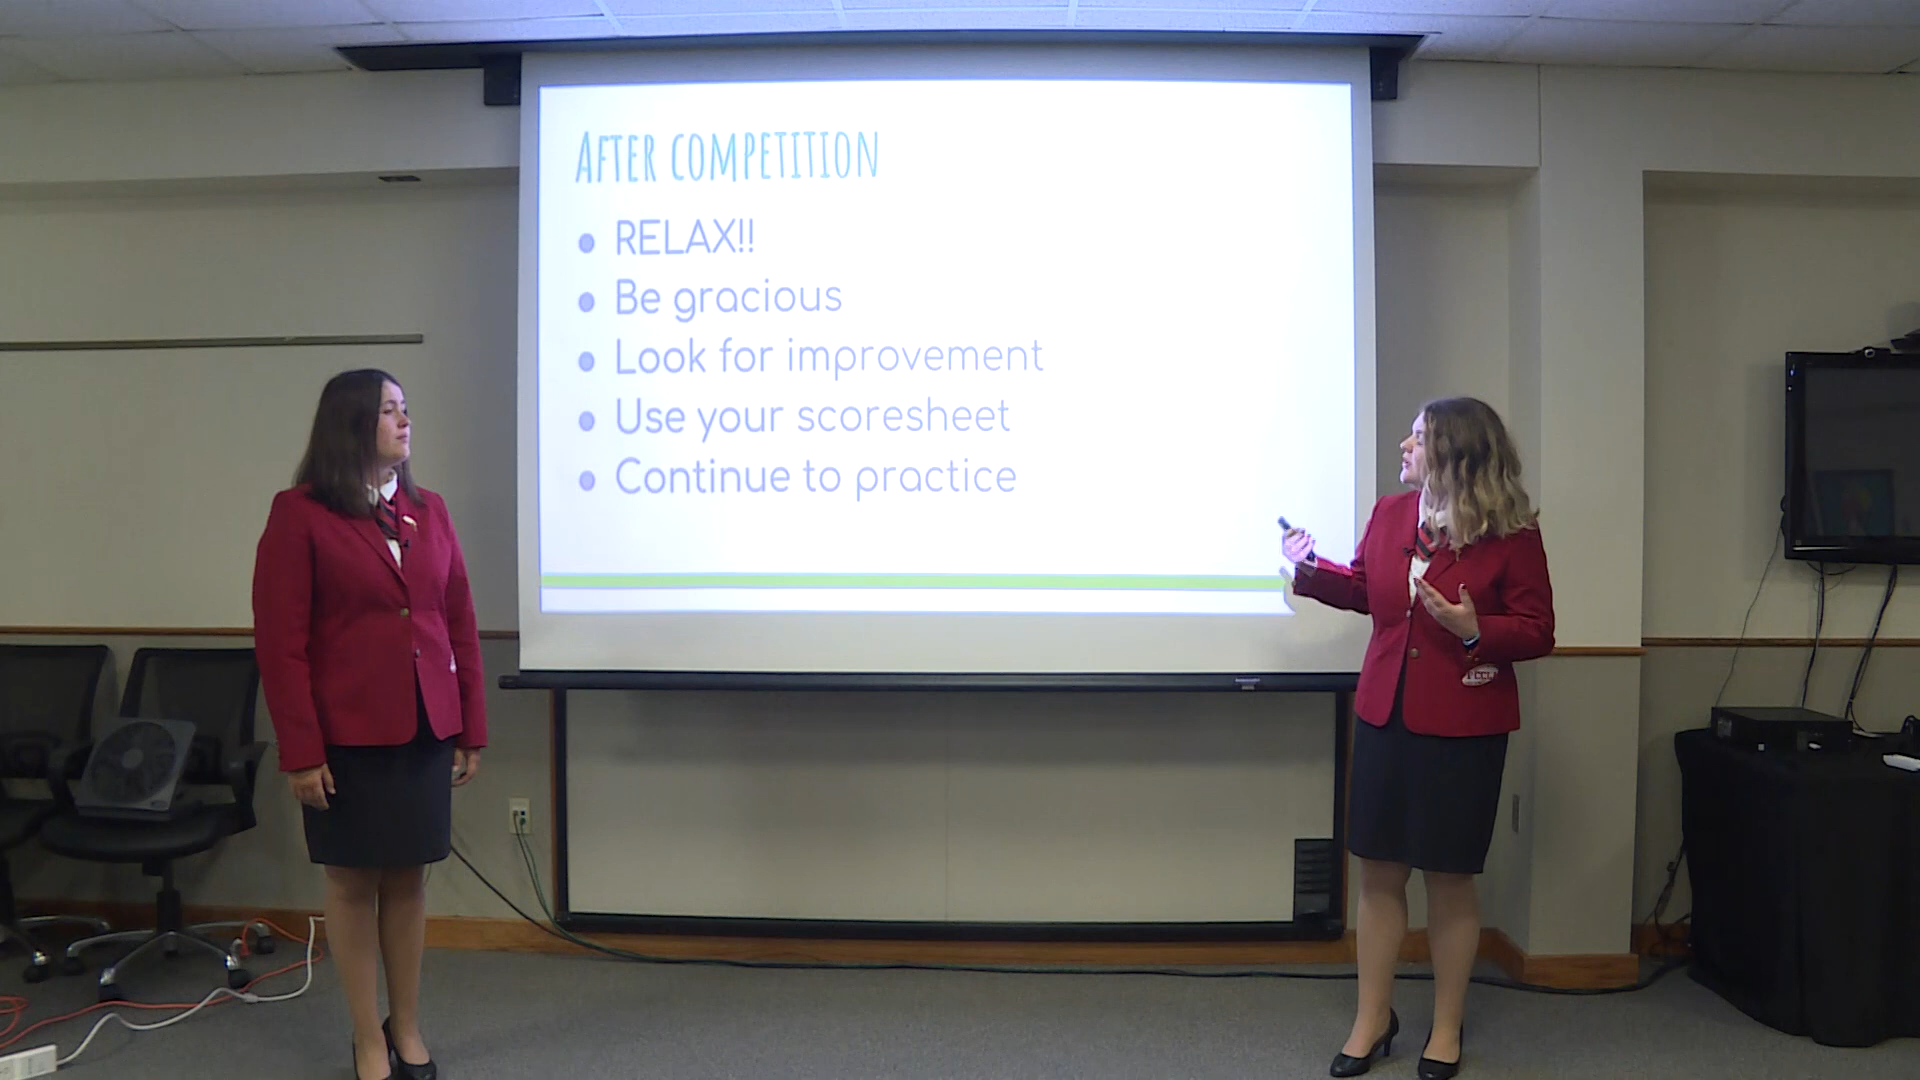 AFTER COMPETITION
● RELAX!!
● Be gracious
● Look for improvement
● Use your scoresheet
● Continue to practice